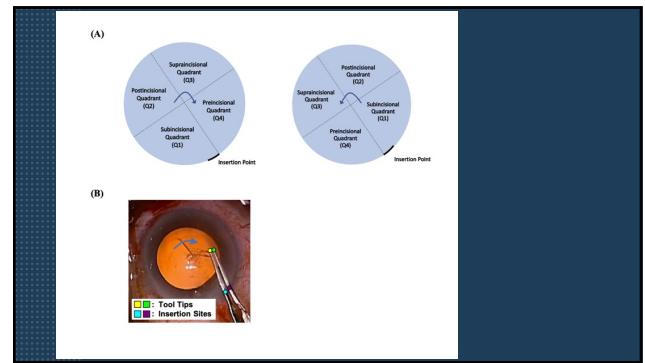 (A)
Supraincisional
Quadrant
(Q3)
Postincisional
Quadrant
(Q2)
Preincisional
Quadrant
(Q4)
Subincisional
Quadrant
(Q1)
Insertion Point
Postincisional
Quadrant
(Q2)
Supraincisional
Quadrant
(Q3)
Subincisional
Quadrant
(Q1)
Preincisional
Quadrant
(Q4)
Insertion Point
(B)
: Tool Tips
: Insertion Sites